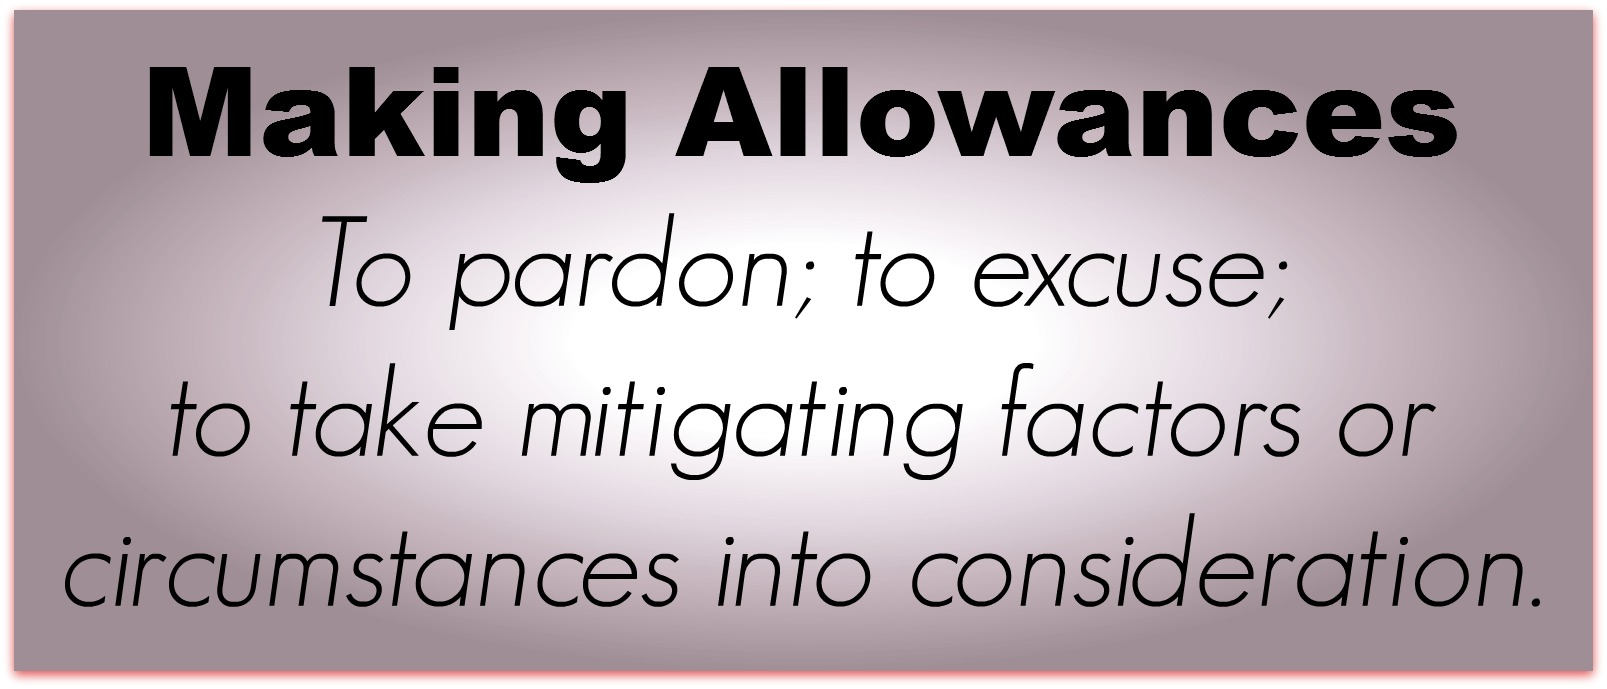 Making Allowances
To pardon; to excuse;
to take mitigating factors or
circumstances into consideration.